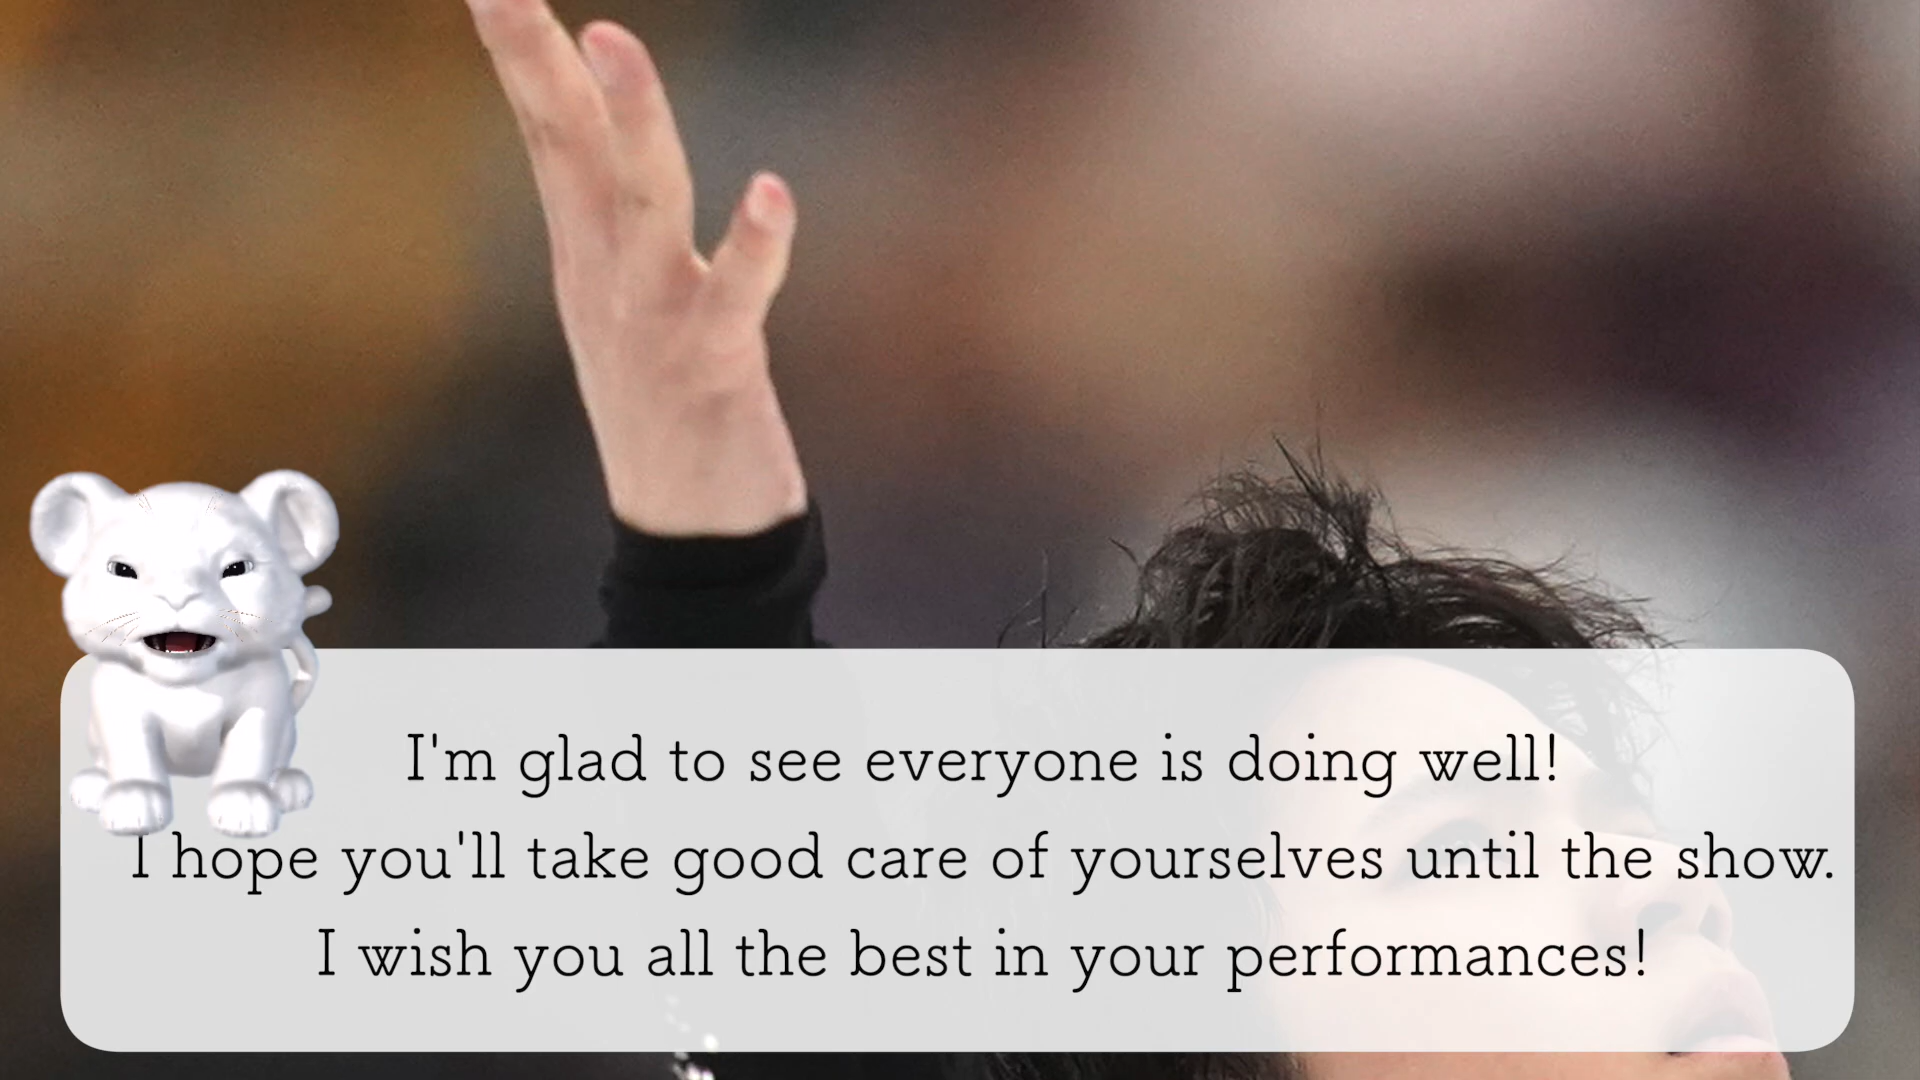 I'm glad to see everyone is doing well!
I hope you'll take good care of yourselves until the show.
I wish you all the best in your performances!